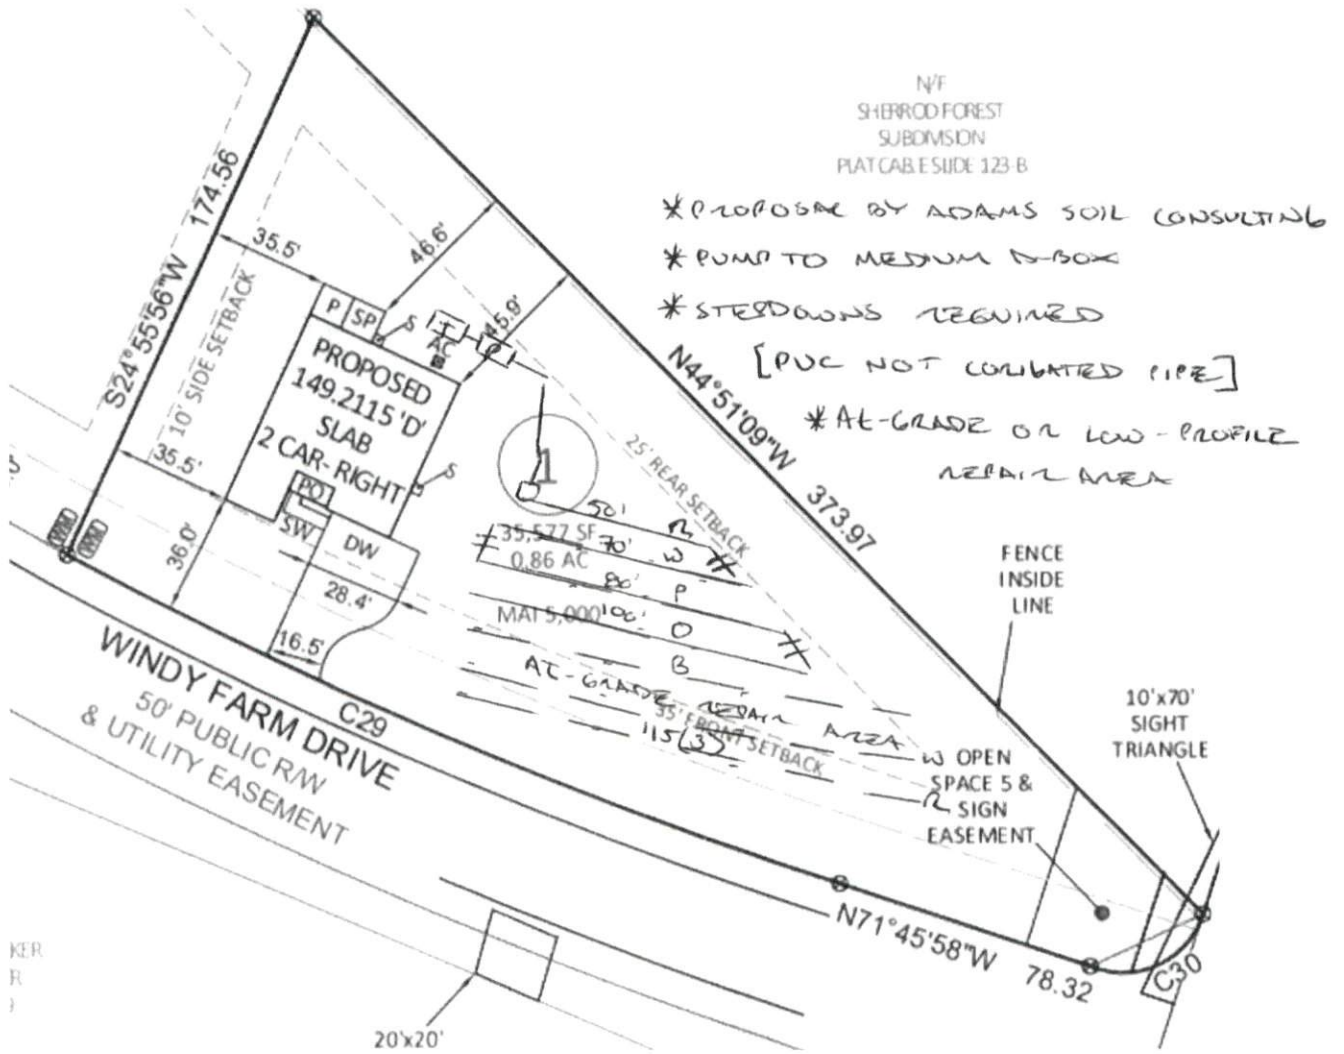 N/F
SHERROD FOREST
SUBDIVISION
PLAT CAB. E SLIDE 123-B
*PROPOSAL BY ADAMS SOIL CONSULTING
*PUMP TO MEDIUM D-BOX
*STEPDOWNS REQUIRED
[PVC NOT CORRUGATED PIPE]
*AT-GRADE OR LOW-PROFILE
REPAIR AREA
S24°55'56"W 174.56
10' SIDE SETBACK
35.5'
46.6'
45.9'
P
SP
S
T
P
AC
PROPOSED
149.2115 'D'
SLAB
2 CAR-RIGHT
S
PO
SW
DW
35.5'
36.0'
28.4'
16.5'
WM
WM
N44°51'09"W 373.97
25' REAR SETBACK
1
35,577 SF
0.86 AC
MAI 5,000
50' R
70' W
80' P
100' O
B
AT-GRADE REPAIR AREA
115(3)
35' FRONT SETBACK
W
R
FENCE
INSIDE
LINE
10'x70'
SIGHT
TRIANGLE
OPEN
SPACE 5 &
SIGN
EASEMENT
WINDY FARM DRIVE
50' PUBLIC R/W
& UTILITY EASEMENT
C29
N71°45'58"W 78.32
C30
20'x20'
KER
R